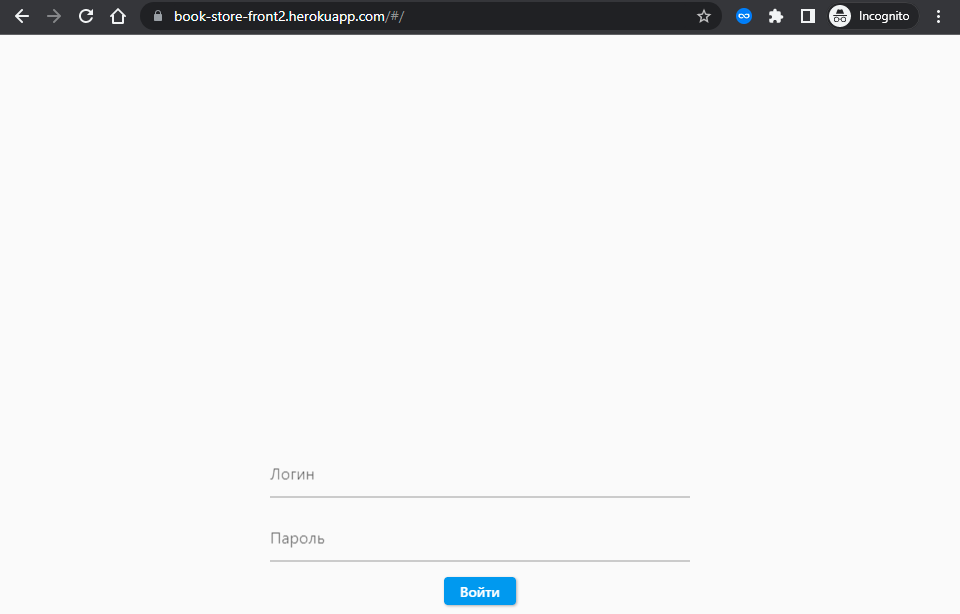 book-store-front2.herokuapp.com/#/
Incognito
Логин
Пароль
Войти